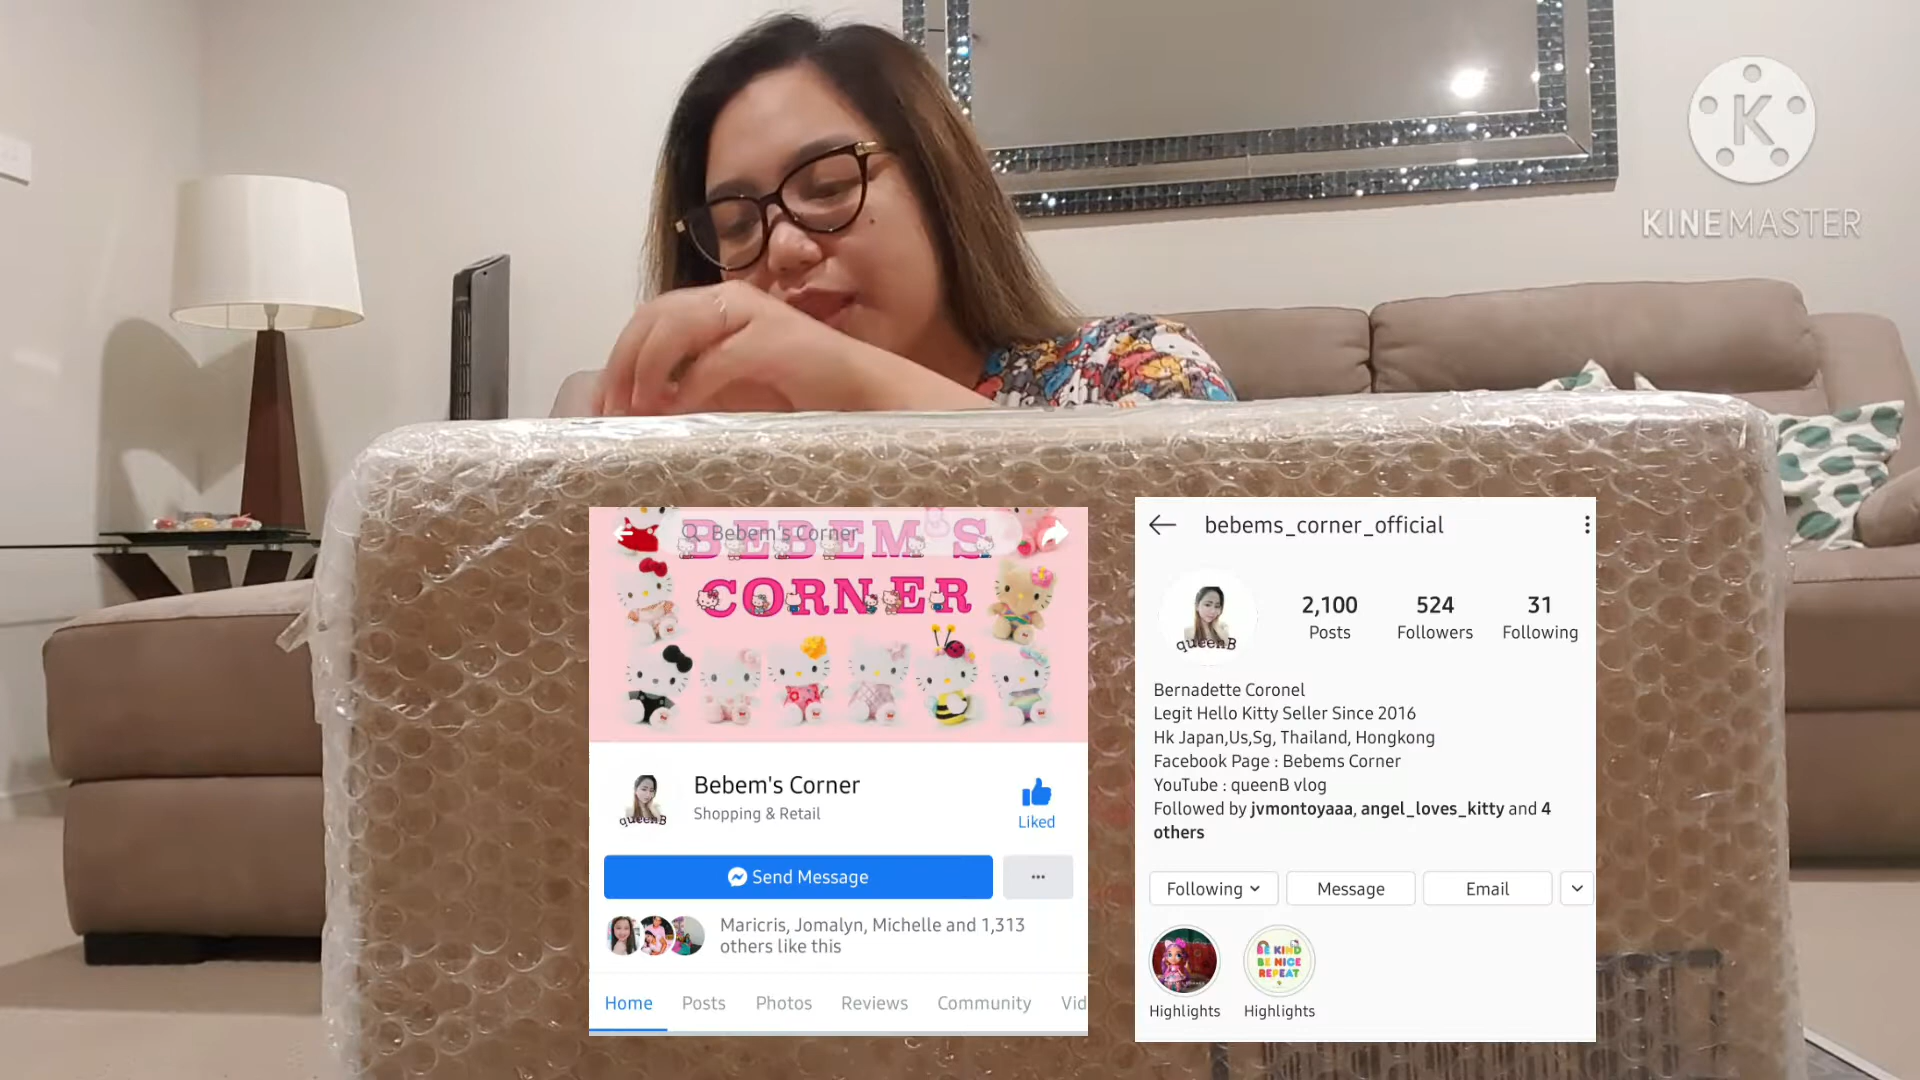 K
KINEMASTER
Bebem's Corner
BEBEM'S
CORNER
queenB
Bebem's Corner
Shopping & Retail
Liked
Send Message
Maricris, Jomalyn, Michelle and 1,313
others like this
Home Posts Photos Reviews Community Vid
bebems_corner_official
queenB
2,100 524 31
Posts Followers Following
Bernadette Coronel
Legit Hello Kitty Seller Since 2016
Hk Japan,Us,Sg, Thailand, Hongkong
Facebook Page : Bebems Corner
YouTube : queenB vlog
Followed by jvmontoyaaa, angel_loves_kitty and 4
others
Following Message Email
BE KIND
BE NICE
REPEAT
Highlights Highlights